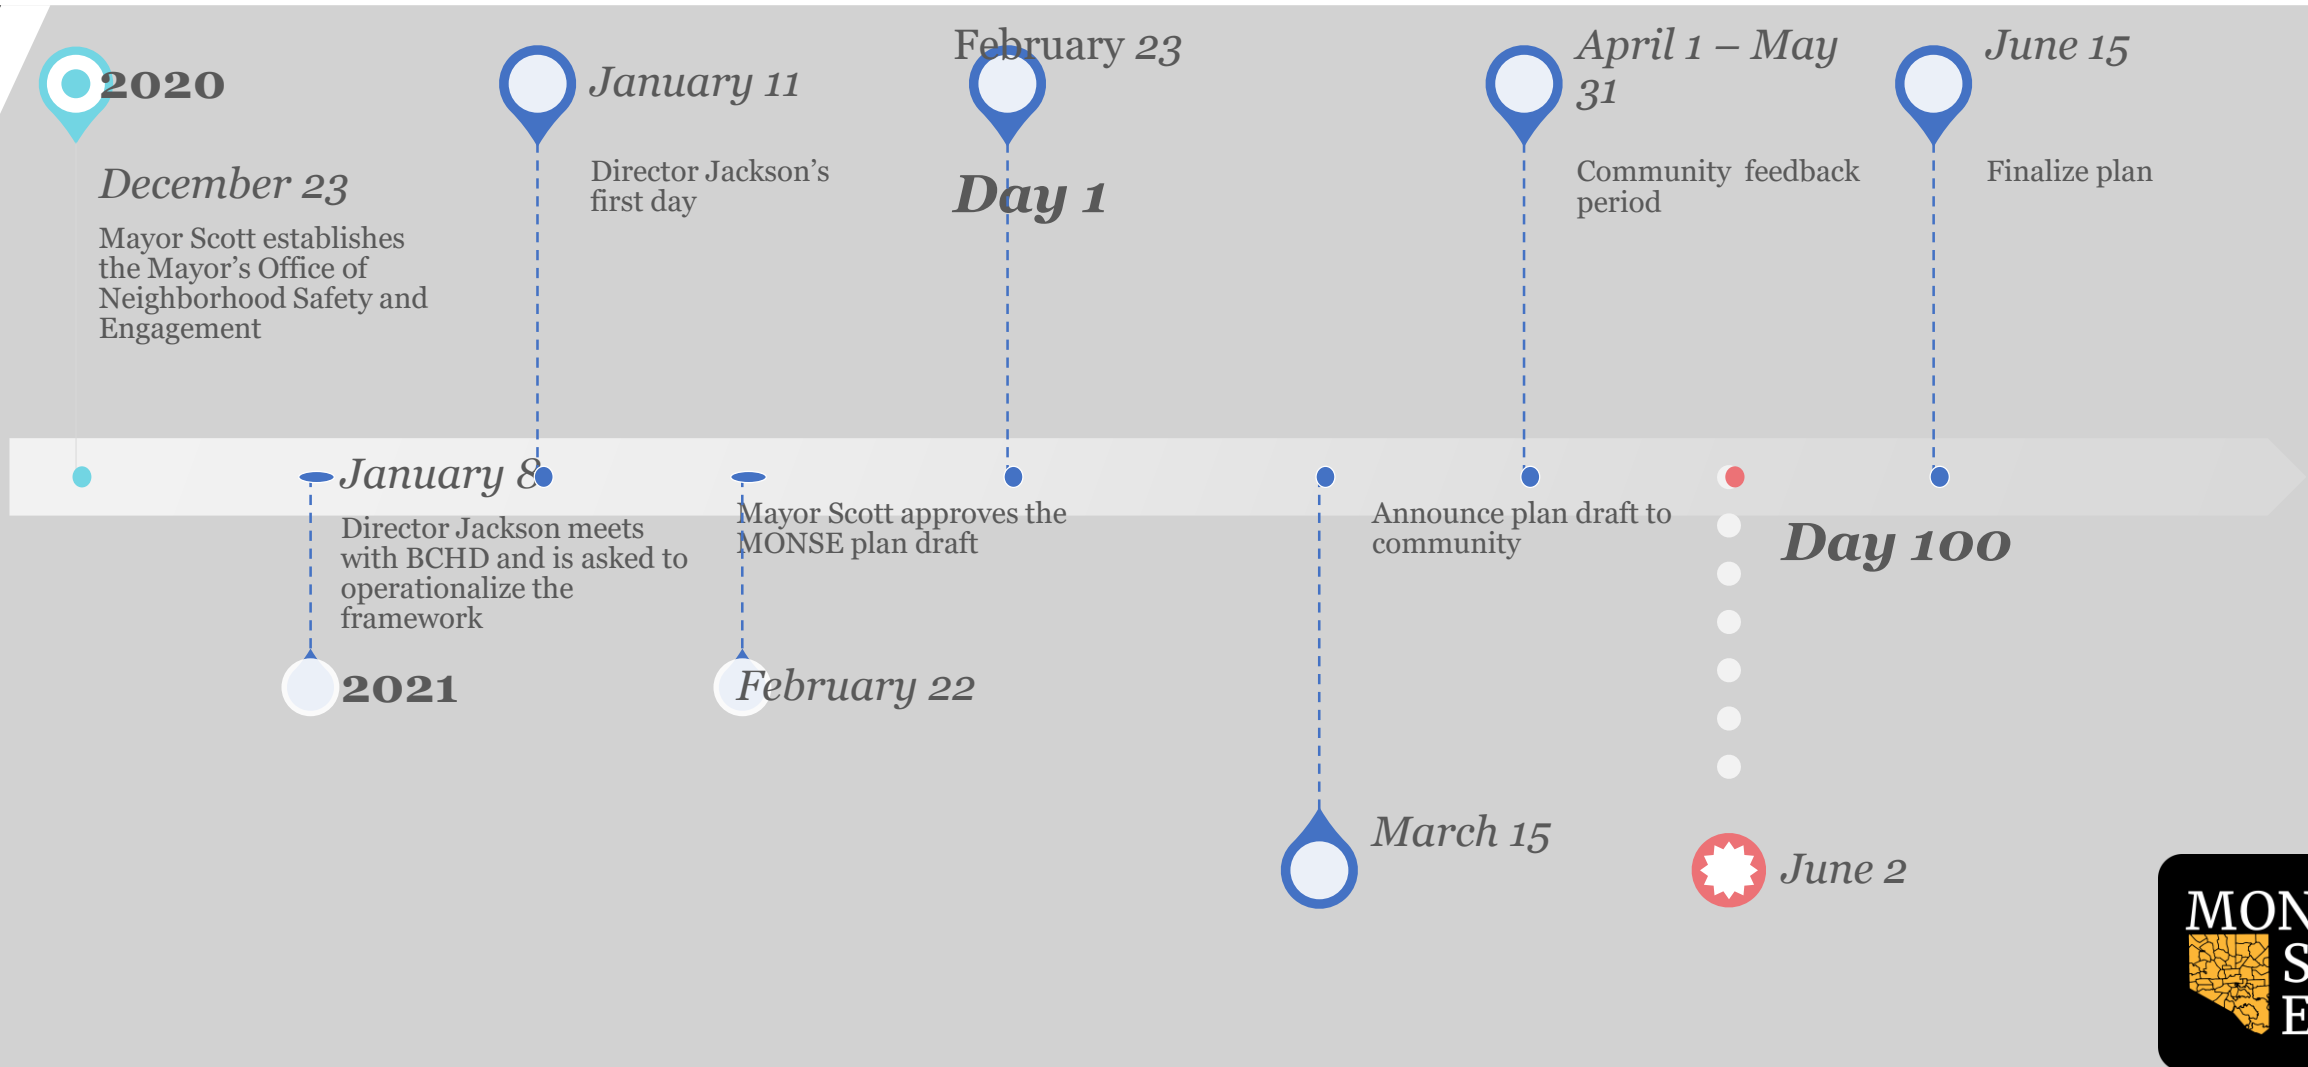 2020
December 23
Mayor Scott establishes
the Mayor’s Office of
Neighborhood Safety and
Engagement
January 8
Director Jackson meets
with BCHD and is asked to
operationalize the
framework
2021
January 11
Director Jackson’s
first day
Mayor Scott approves the
MONSE plan draft
February 22
February 23
Day 1
Announce plan draft to
community
March 15
April 1 – May
31
Community feedback
period
Day 100
June 2
June 15
Finalize plan
MON
S
E